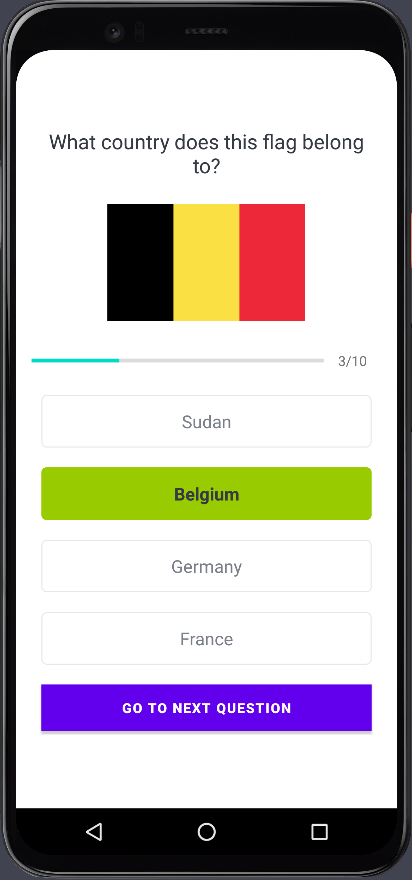 What country does this flag belong
to?
3/10
Sudan
Belgium
Germany
France
GO TO NEXT QUESTION